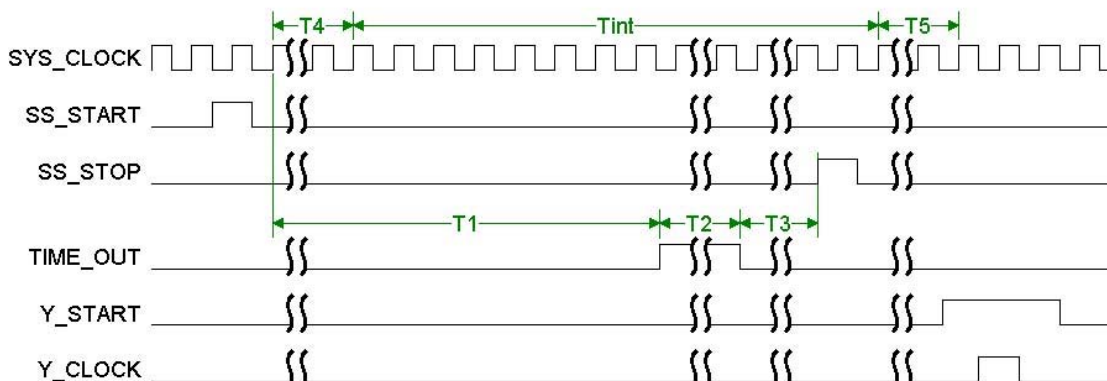 T4 Tint T5
SYS_CLOCK
SS_START
SS_STOP
T1 T2 T3
TIME_OUT
Y_START
Y_CLOCK